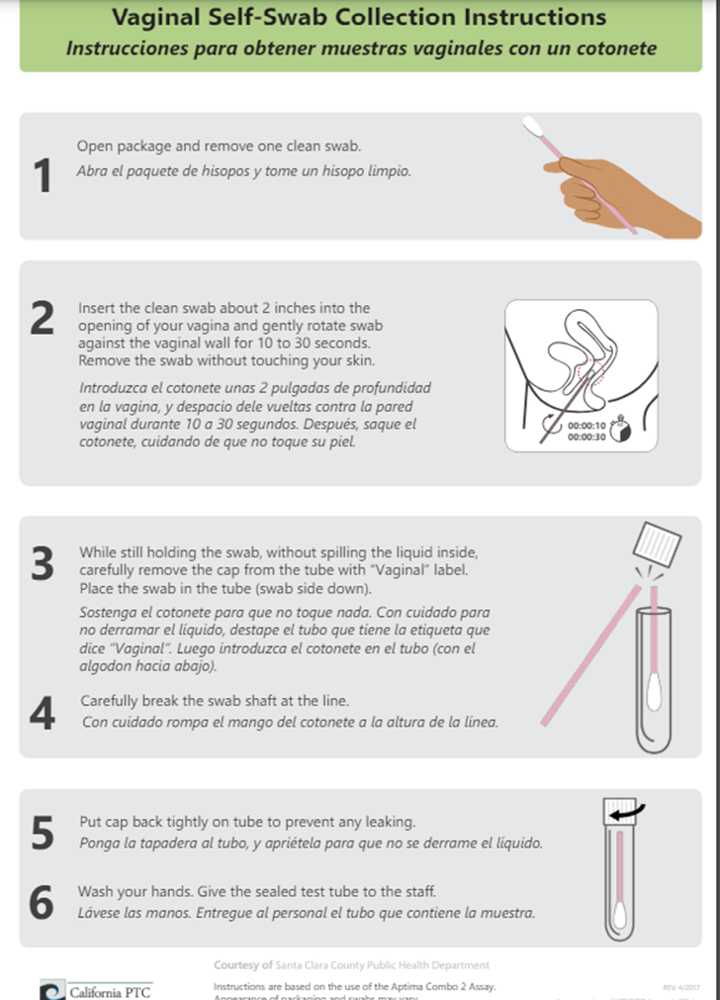 Vaginal Self-Swab Collection Instructions
Instrucciones para obtener muestras vaginales con un cotonete
1
Open package and remove one clean swab.
Abra el paquete de hisopos y tome un hisopo limpio.
2
Insert the clean swab about 2 inches into the
opening of your vagina and gently rotate swab
against the vaginal wall for 10 to 30 seconds.
Remove the swab without touching your skin.
Introduzca el cotonete unas 2 pulgadas de profundidad
en la vagina, y despacio dele vueltas contra la pared
vaginal durante 10 a 30 segundos. Después, saque el
cotonete, cuidando de que no toque su piel.
00:00:10
00:00:30
3
While still holding the swab, without spilling the liquid inside,
carefully remove the cap from the tube with “Vaginal” label.
Place the swab in the tube (swab side down).
Sostenga el cotonete para que no toque nada. Con cuidado para
no derramar el líquido, destape el tubo que tiene la etiqueta que
dice “Vaginal”. Luego introduzca el cotonete en el tubo (con el
algodon hacia abajo).
4
Carefully break the swab shaft at the line.
Con cuidado rompa el mango del cotonete a la altura de la línea.
5
Put cap back tightly on tube to prevent any leaking.
Ponga la tapadera al tubo, y apriétela para que no se derrame el líquido.
6
Wash your hands. Give the sealed test tube to the staff.
Lávese las manos. Entregue al personal el tubo que contiene la muestra.
Courtesy of Santa Clara County Public Health Department
California PTC
Instructions are based on the use of the Aptima Combo 2 Assay.
Appearance of packaging and swabs may vary.
REV. 4/2017